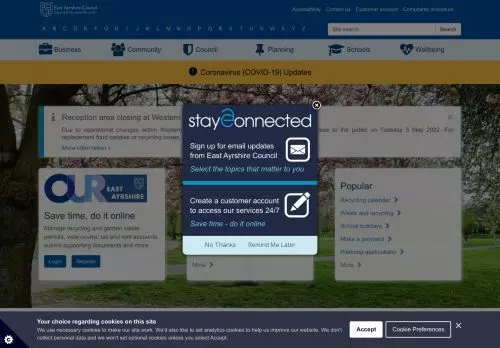 East Ayrshire Council
Accessibility Contact us Customer account Complaints procedure
A B C D E F G H I J K L M N O P Q R S T U V W X Y Z
Site search
Search
Business
Community
Council
Planning
Schools
Wellbeing
Coronavirus (COVID-19) Updates
Reception area closing at Western
Due to operational changes within Western
to the public on Tuesday 3 May 2022. For
replacement food caddies or recycling boxes
More information >
stay connected
Sign up for email updates
from East Ayrshire Council
Select the topics that matter to you
Create a customer account
to access our services 24/7
Save time - do it online
No Thanks Remind Me Later
OUR EAST
AYRSHIRE
Save time, do it online
Manage recycling and garden waste
permits, view council tax and rent accounts,
submit supporting documents and more
Login
Register
More
Popular
Recycling calendar
Waste and recycling
School holidays
Make a payment
Planning applications
More
Your choice regarding cookies on this site
We use necessary cookies to make our site work. We'd also like to set analytics cookies to help us improve our website. We don't
collect personal data and we won't set optional cookies unless you select Accept.
Accept
Cookie Preferences